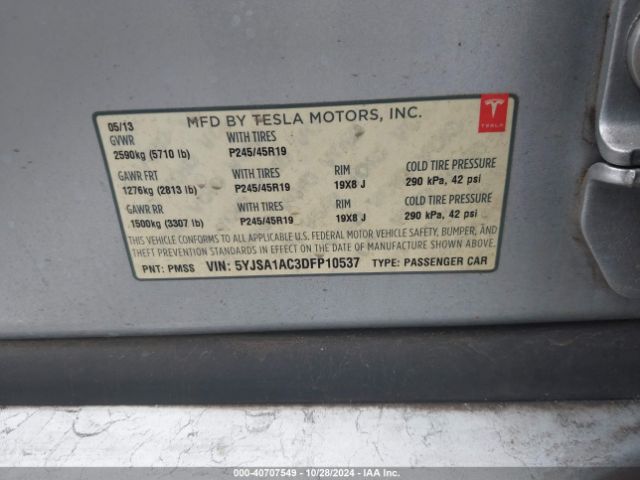 MFD BY TESLA MOTORS, INC.
TESLA
05/13
GVWR WITH TIRES
2590kg (5710 lb) P245/45R19
GAWR FRT WITH TIRES RIM COLD TIRE PRESSURE
1276kg (2813 lb) P245/45R19 19X8 J 290 kPa, 42 psi
GAWR RR WITH TIRES RIM COLD TIRE PRESSURE
1500kg (3307 lb) P245/45R19 19X8 J 290 kPa, 42 psi
THIS VEHICLE CONFORMS TO ALL APPLICABLE U.S. FEDERAL MOTOR VEHICLE SAFETY, BUMPER, AND
THEFT PREVENTION STANDARDS IN EFFECT ON THE DATE OF MANUFACTURE SHOWN ABOVE.
PNT: PMSS VIN: 5YJSA1AC3DFP10537 TYPE: PASSENGER CAR
000-40707549 - 10/28/2024 - IAA Inc.